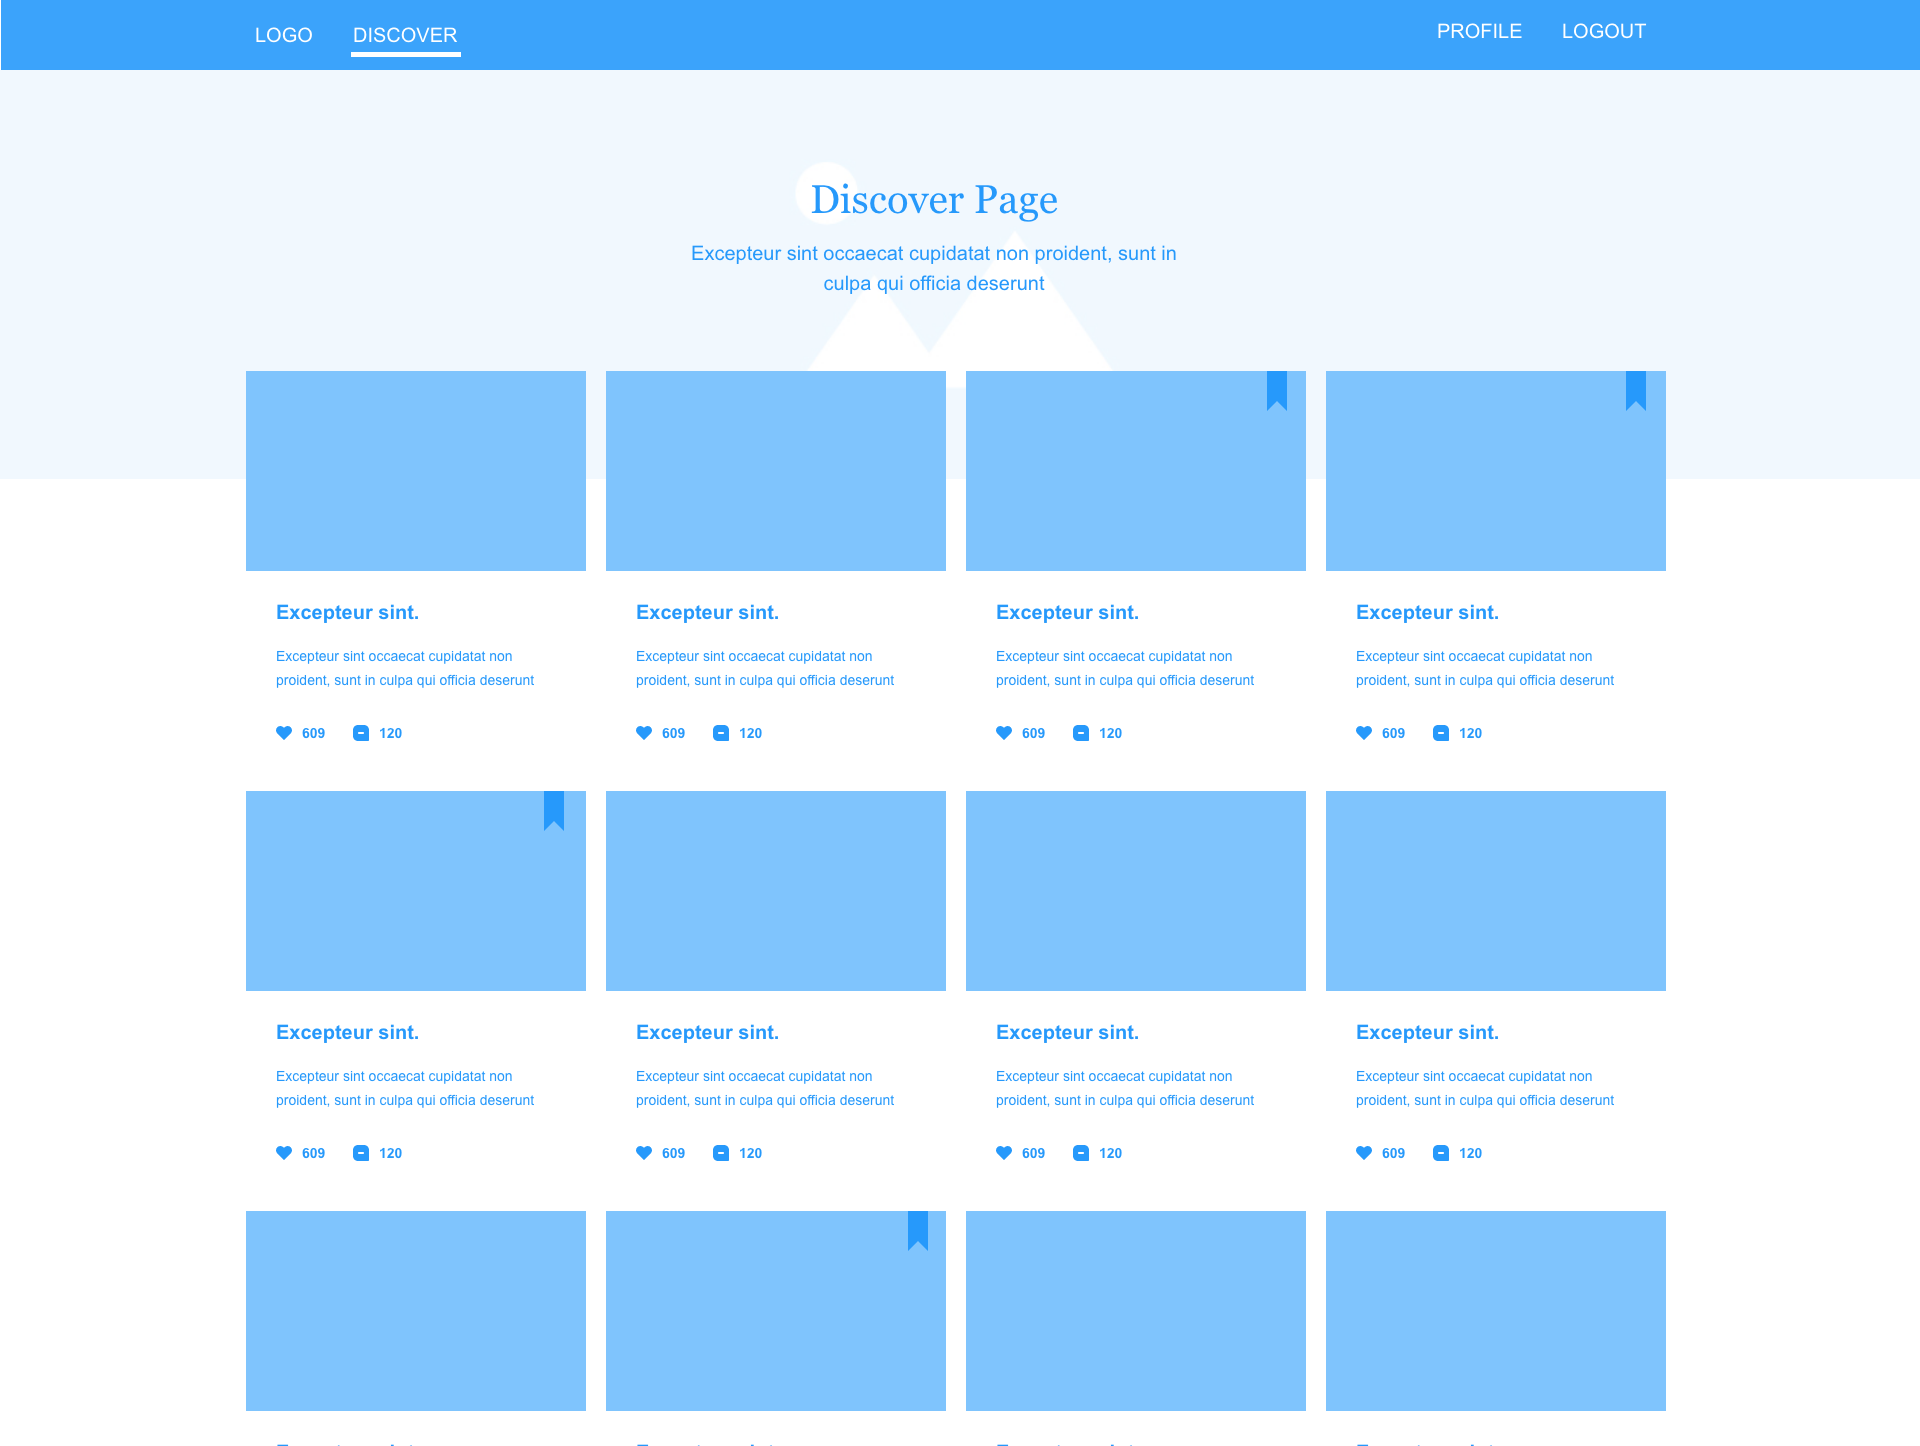 LOGO DISCOVER PROFILE LOGOUT
Discover Page
Excepteur sint occaecat cupidatat non proident, sunt in
culpa qui officia deserunt
Excepteur sint.
Excepteur sint occaecat cupidatat non
proident, sunt in culpa qui officia deserunt
609 120
Excepteur sint.
Excepteur sint occaecat cupidatat non
proident, sunt in culpa qui officia deserunt
609 120
Excepteur sint.
Excepteur sint occaecat cupidatat non
proident, sunt in culpa qui officia deserunt
609 120
Excepteur sint.
Excepteur sint occaecat cupidatat non
proident, sunt in culpa qui officia deserunt
609 120
Excepteur sint.
Excepteur sint occaecat cupidatat non
proident, sunt in culpa qui officia deserunt
609 120
Excepteur sint.
Excepteur sint occaecat cupidatat non
proident, sunt in culpa qui officia deserunt
609 120
Excepteur sint.
Excepteur sint occaecat cupidatat non
proident, sunt in culpa qui officia deserunt
609 120
Excepteur sint.
Excepteur sint occaecat cupidatat non
proident, sunt in culpa qui officia deserunt
609 120